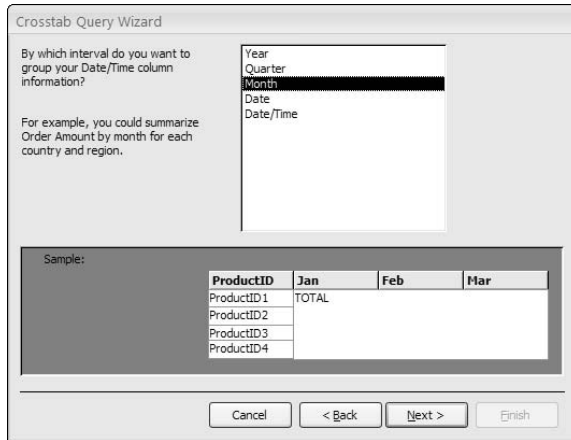 Crosstab Query Wizard
By which interval do you want to
group your Date/Time column
information?
For example, you could summarize
Order Amount by month for each
country and region.
Year
Quarter
Month
Date
Date/Time
Sample:
ProductID Jan Feb Mar
ProductID1 TOTAL
ProductID2
ProductID3
ProductID4
Cancel < Back Next > Finish